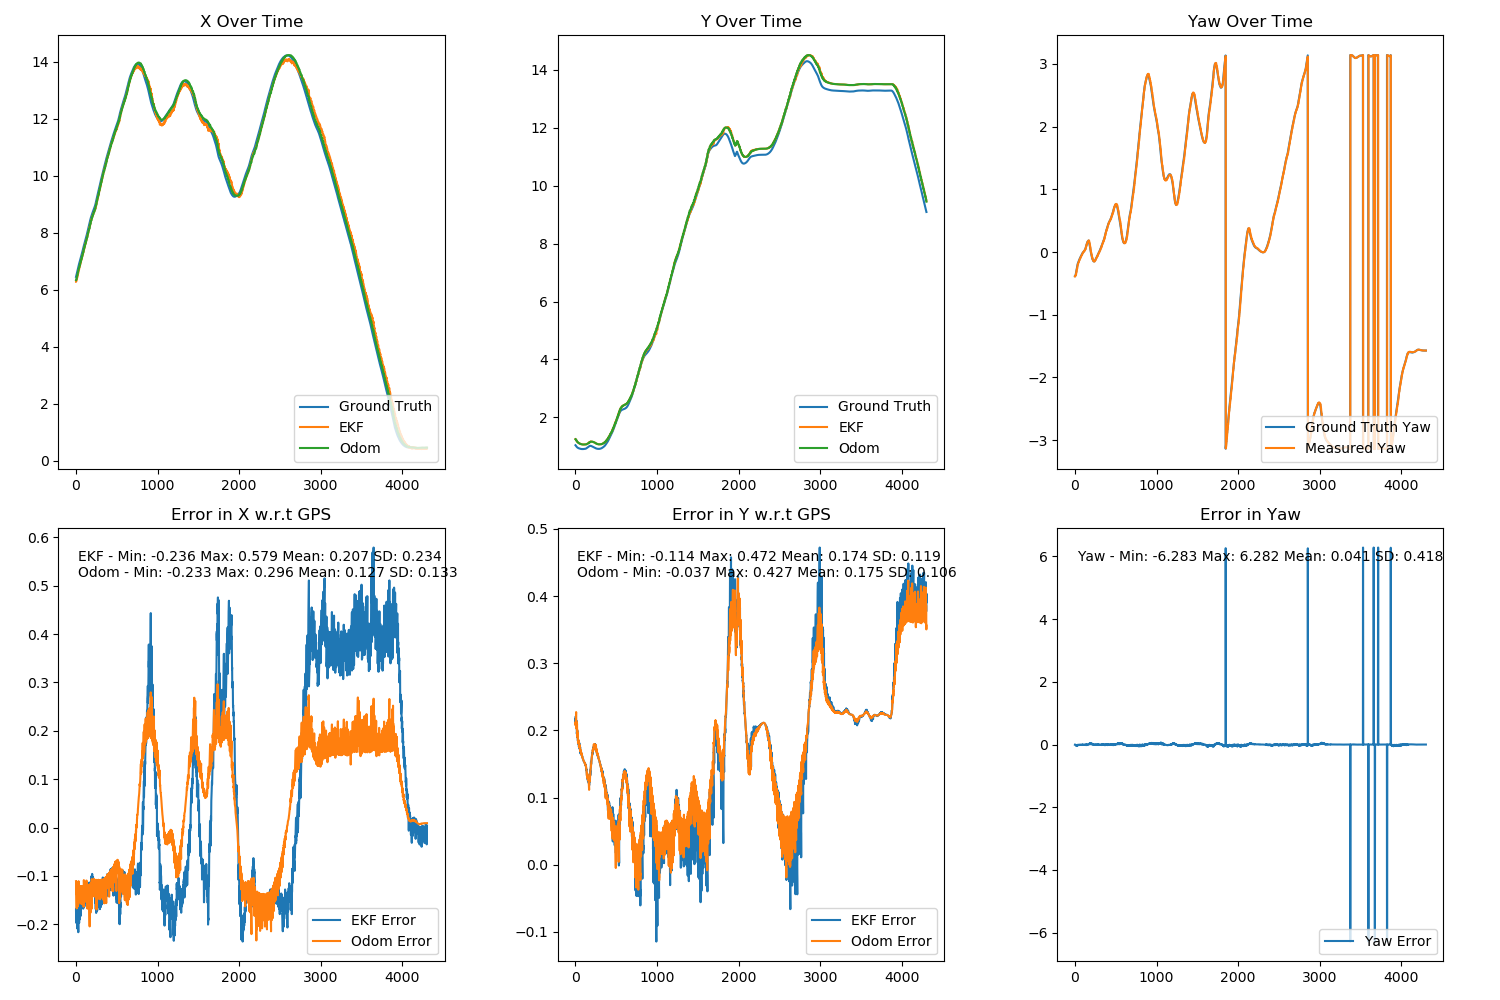 X Over Time
14
12
10
8
6
4
2
0
0 1000 2000 3000 4000
Ground Truth
EKF
Odom
Y Over Time
14
12
10
8
6
4
2
0 1000 2000 3000 4000
Ground Truth
EKF
Odom
Yaw Over Time
3
2
1
0
−1
−2
−3
0 1000 2000 3000 4000
Ground Truth Yaw
Measured Yaw
Error in X w.r.t GPS
EKF - Min: -0.236 Max: 0.579 Mean: 0.207 SD: 0.234
Odom - Min: -0.233 Max: 0.296 Mean: 0.127 SD: 0.133
0.6
0.5
0.4
0.3
0.2
0.1
0.0
−0.1
−0.2
0 1000 2000 3000 4000
EKF Error
Odom Error
Error in Y w.r.t GPS
EKF - Min: -0.114 Max: 0.472 Mean: 0.174 SD: 0.119
Odom - Min: -0.037 Max: 0.427 Mean: 0.175 SD: 0.106
0.5
0.4
0.3
0.2
0.1
0.0
−0.1
0 1000 2000 3000 4000
EKF Error
Odom Error
Error in Yaw
Yaw - Min: -6.283 Max: 6.282 Mean: 0.041 SD: 0.418
6
4
2
0
−2
−4
−6
0 1000 2000 3000 4000
Yaw Error